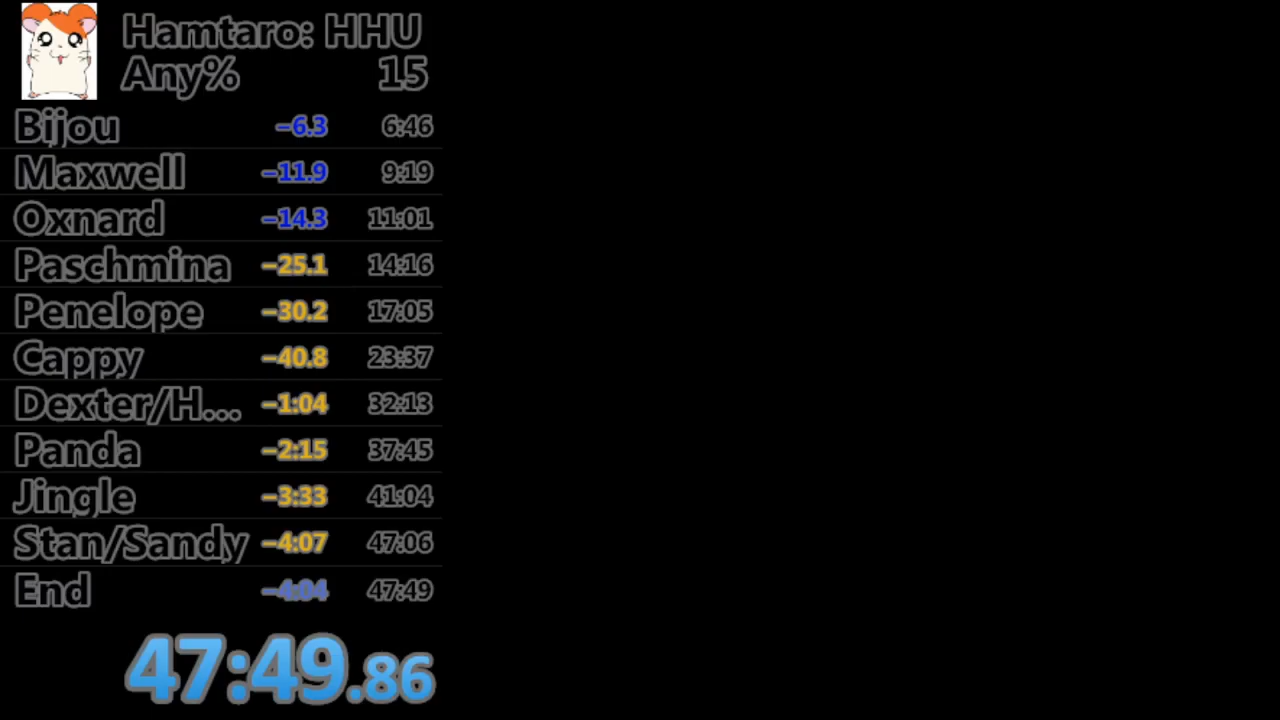 Hamtaro: HHU
Any% 15
Bijou −6.3 6:46
Maxwell −11.9 9:19
Oxnard −14.3 11:01
Paschmina −25.1 14:16
Penelope −30.2 17:05
Cappy −40.8 23:37
Dexter/H... −1:04 32:13
Panda −2:15 37:45
Jingle −3:33 41:04
Stan/Sandy −4:07 47:06
End −4:04 47:49
47:49.86